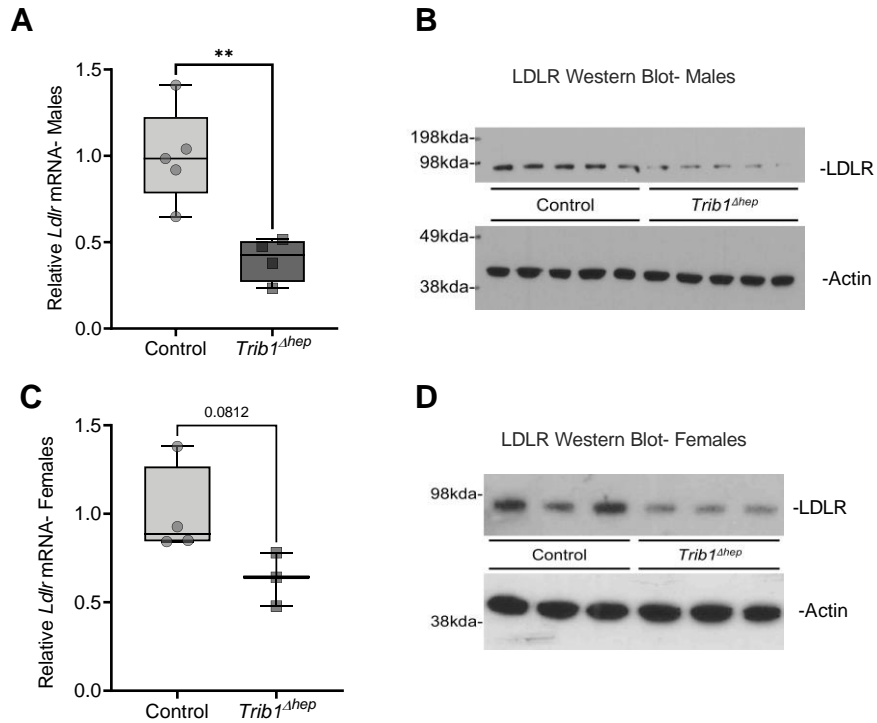 A
**
1.5
1.0
0.5
0.0
Relative Ldlr mRNA- Males
Control
Trib1Δhep
B
LDLR Western Blot- Males
198kda-
98kda-
-LDLR
Control
Trib1Δhep
49kda-
38kda-
-Actin
C
0.0812
1.5
1.0
0.5
0.0
Relative Ldlr mRNA- Females
Control
Trib1Δhep
D
LDLR Western Blot- Females
98kda-
-LDLR
Control
Trib1Δhep
38kda-
-Actin